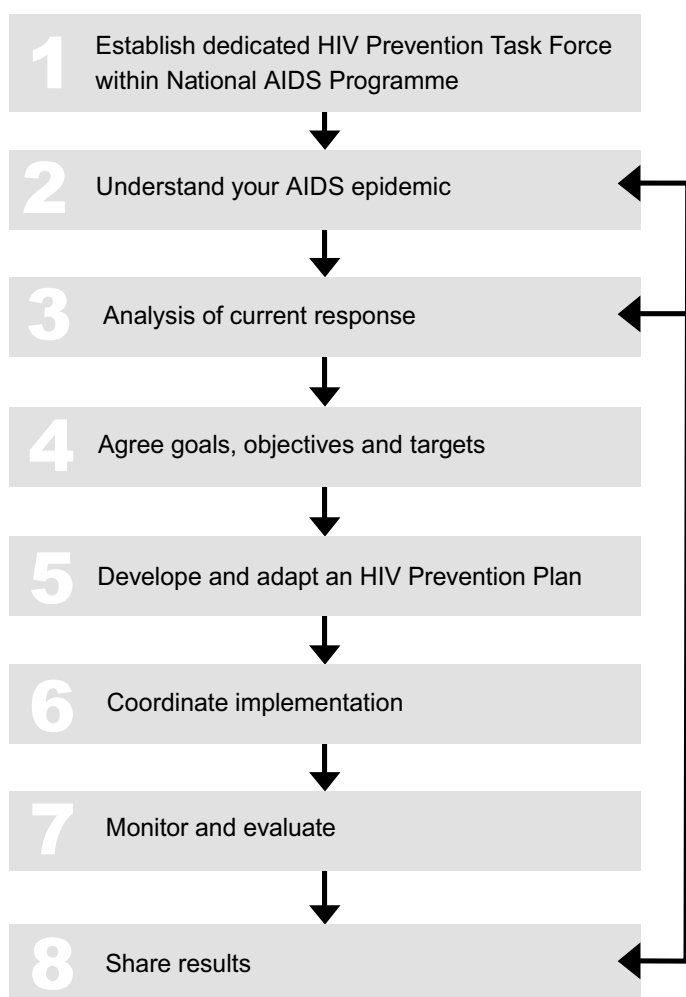 1
Establish dedicated HIV Prevention Task Force
within National AIDS Programme
2
Understand your AIDS epidemic
3
Analysis of current response
4
Agree goals, objectives and targets
5
Develope and adapt an HIV Prevention Plan
6
Coordinate implementation
7
Monitor and evaluate
8
Share results